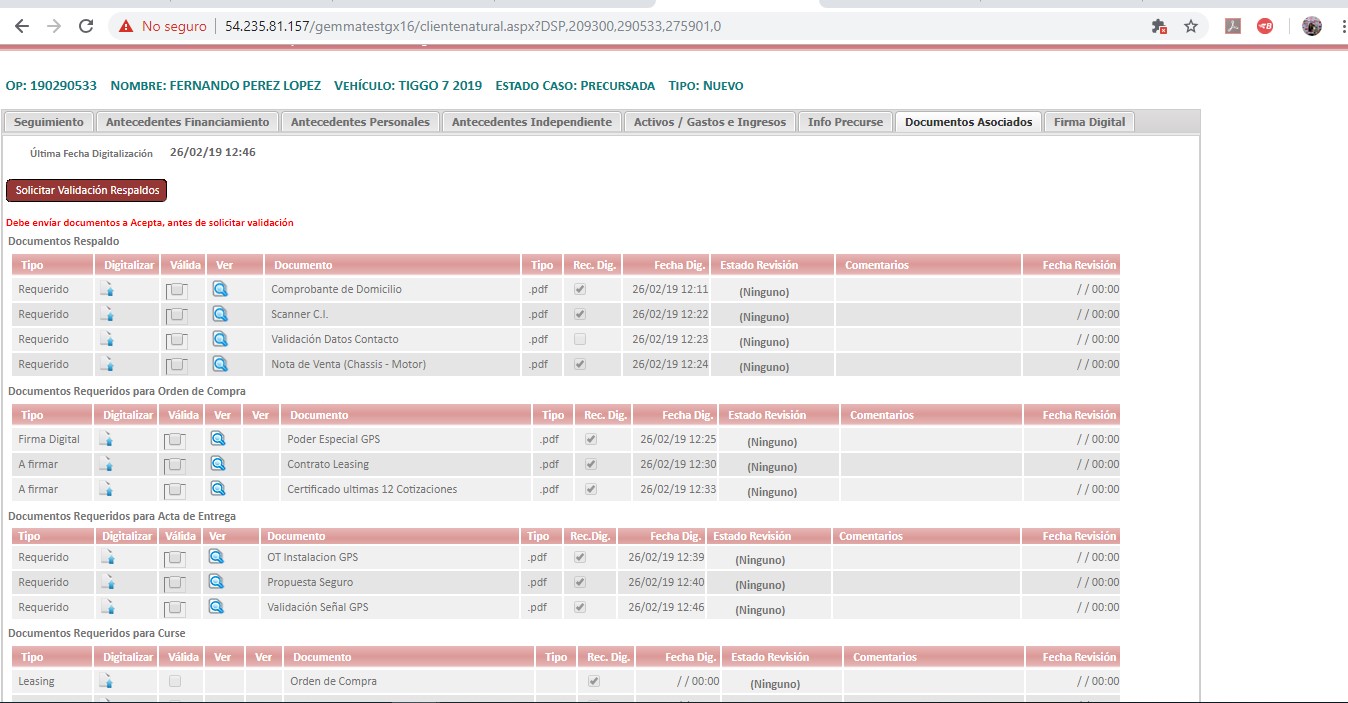 No seguro | 54.235.81.157/gemmatestgx16/clientenatural.aspx?DSP,209300,290533,275901,0
OP: 190290533 NOMBRE: FERNANDO PEREZ LOPEZ VEHÍCULO: TIGGO 7 2019 ESTADO CASO: PRECURSADA TIPO: NUEVO
Seguimiento Antecedentes Financiamiento Antecedentes Personales Antecedentes Independiente Activos / Gastos e Ingresos Info Precurse Documentos Asociados Firma Digital
Última Fecha Digitalización 26/02/19 12:46
Solicitar Validación Respaldos
Debe envíar documentos a Acepta, antes de solicitar validación
Documentos Respaldo
Tipo Digitalizar Válida Ver Documento Tipo Rec. Dig. Fecha Dig. Estado Revisión Comentarios Fecha Revisión
Requerido Comprobante de Domicilio .pdf 26/02/19 12:11 (Ninguno) / / 00:00
Requerido Scanner C.I. .pdf 26/02/19 12:22 (Ninguno) / / 00:00
Requerido Validación Datos Contacto .pdf 26/02/19 12:23 (Ninguno) / / 00:00
Requerido Nota de Venta (Chassis - Motor) .pdf 26/02/19 12:24 (Ninguno) / / 00:00
Documentos Requeridos para Orden de Compra
Tipo Digitalizar Válida Ver Ver Documento Tipo Rec. Dig. Fecha Dig. Estado Revisión Comentarios Fecha Revisión
Firma Digital Poder Especial GPS .pdf 26/02/19 12:25 (Ninguno) / / 00:00
A firmar Contrato Leasing .pdf 26/02/19 12:30 (Ninguno) / / 00:00
A firmar Certificado ultimas 12 Cotizaciones .pdf 26/02/19 12:33 (Ninguno) / / 00:00
Documentos Requeridos para Acta de Entrega
Tipo Digitalizar Válida Ver Documento Tipo Rec.Dig. Fecha Dig. Estado Revisión Comentarios Fecha Revisión
Requerido OT Instalacion GPS .pdf 26/02/19 12:39 (Ninguno) / / 00:00
Requerido Propuesta Seguro .pdf 26/02/19 12:40 (Ninguno) / / 00:00
Requerido Validación Señal GPS .pdf 26/02/19 12:46 (Ninguno) / / 00:00
Documentos Requeridos para Curse
Tipo Digitalizar Válida Ver Ver Documento Tipo Rec. Dig. Fecha Dig. Estado Revisión Comentarios Fecha Revisión
Leasing Orden de Compra / / 00:00 (Ninguno) / / 00:00